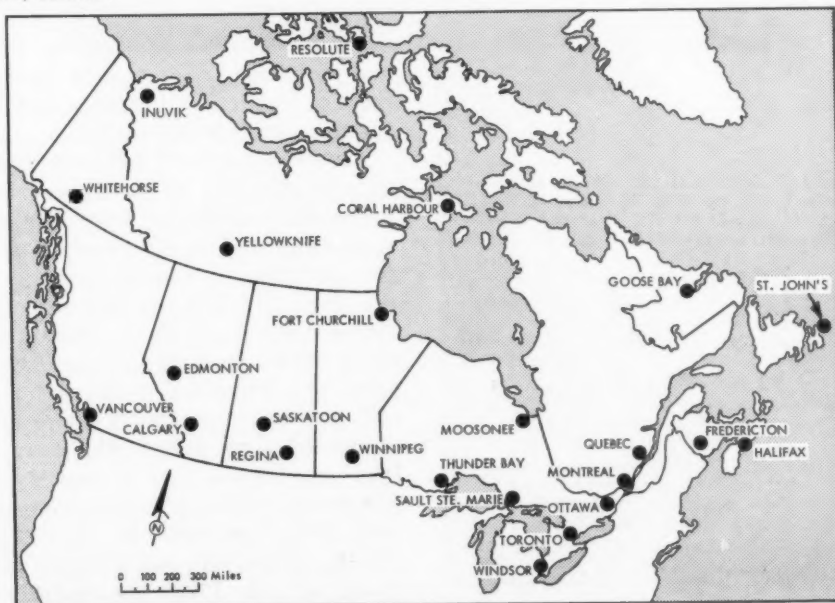 RESOLUTE
INUVIK
WHITEHORSE
CORAL HARBOUR
YELLOWKNIFE
GOOSE BAY
ST. JOHN'S
FORT CHURCHILL
EDMONTON
VANCOUVER
CALGARY
SASKATOON
MOOSONEE
FREDERICTON
REGINA
WINNIPEG
QUEBEC
HALIFAX
THUNDER BAY
MONTREAL
SAULT STE. MARIE
OTTAWA
N
TORONTO
WINDSOR
0 100 200 300 Miles